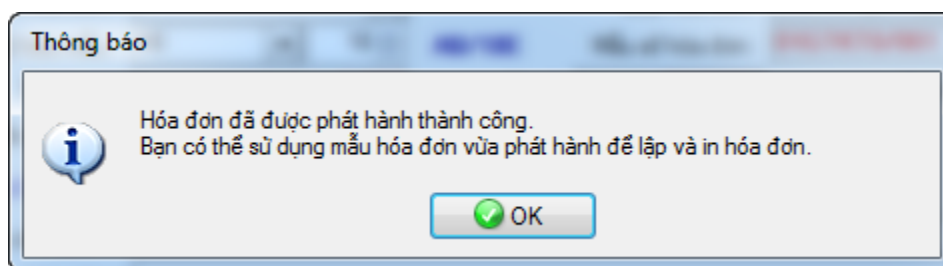 Thông báo
Hóa đơn đã được phát hành thành công.
Bạn có thể sử dụng mẫu hóa đơn vừa phát hành để lập và in hóa đơn.
OK